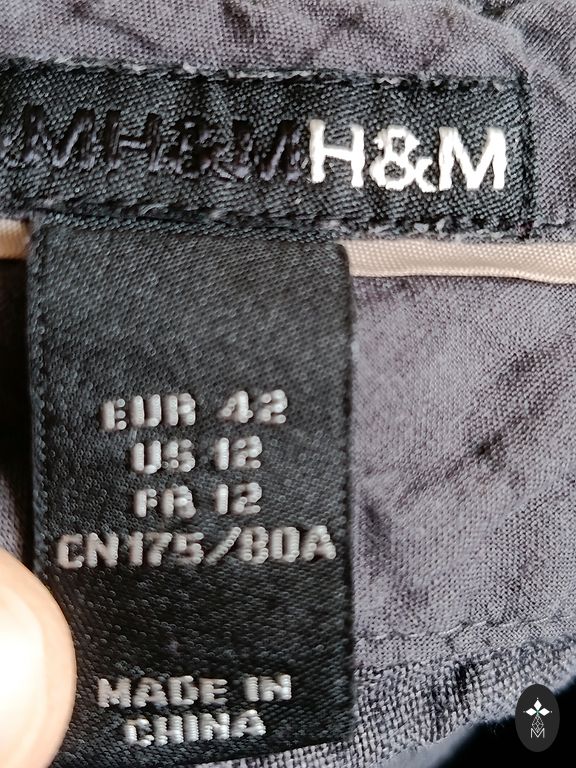 MH&MH&M
EUR 42
US 12
FR 12
CN175/80A
MADE IN
CHINA